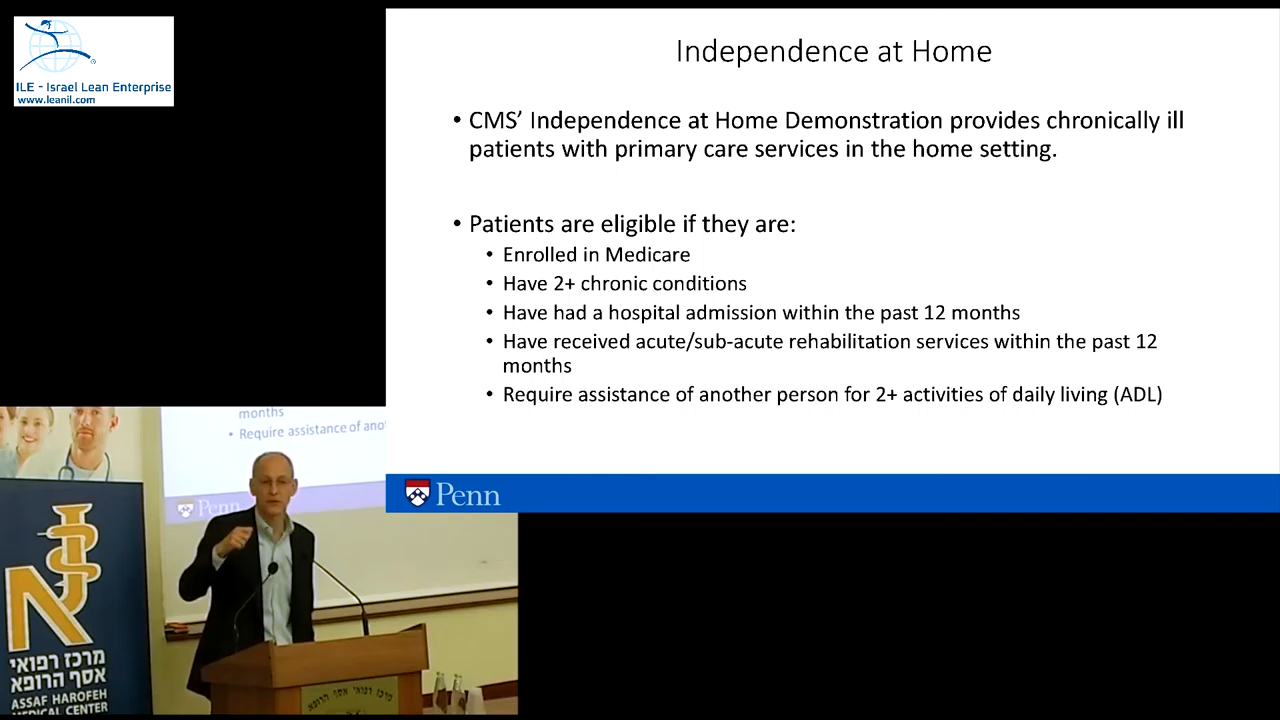 ILE - Israel Lean Enterprise
www.leanil.com
Independence at Home
• CMS’ Independence at Home Demonstration provides chronically ill
patients with primary care services in the home setting.
• Patients are eligible if they are:
• Enrolled in Medicare
• Have 2+ chronic conditions
• Have had a hospital admission within the past 12 months
• Have received acute/sub-acute rehabilitation services within the past 12
months
• Require assistance of another person for 2+ activities of daily living (ADL)
Penn
months
• Require assistance of ano
Penn
מרכז רפואי
אסף הרופא
ASSAF HAROFEH
MEDICAL CENTER
מרכז רפואי אסף הרופא